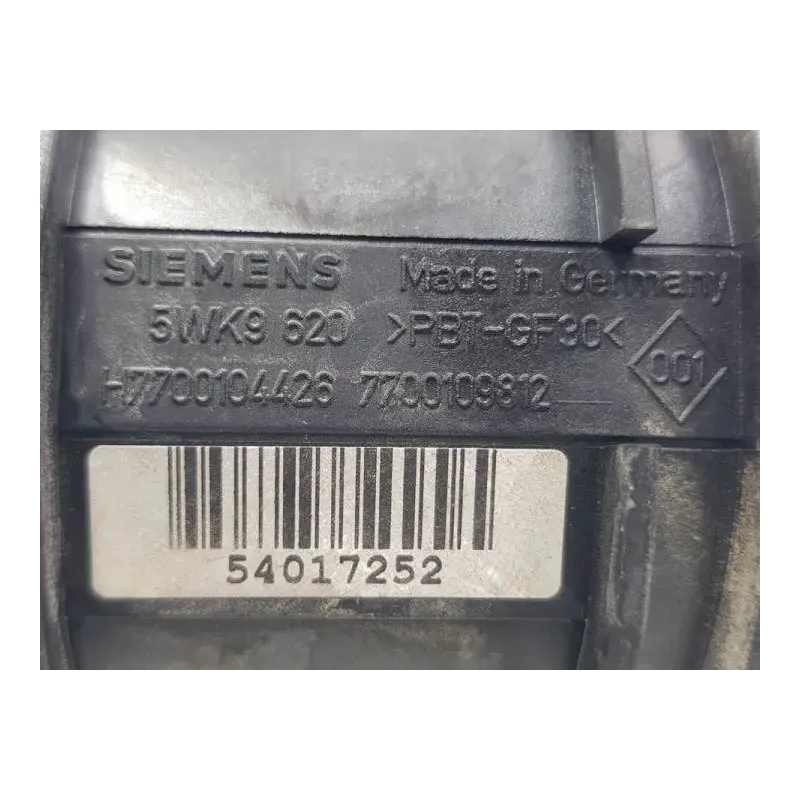 SIEMENS Made in Germany
5WK9 620 >PBT-GF30< 001
H7700104426 7700109812
54017252